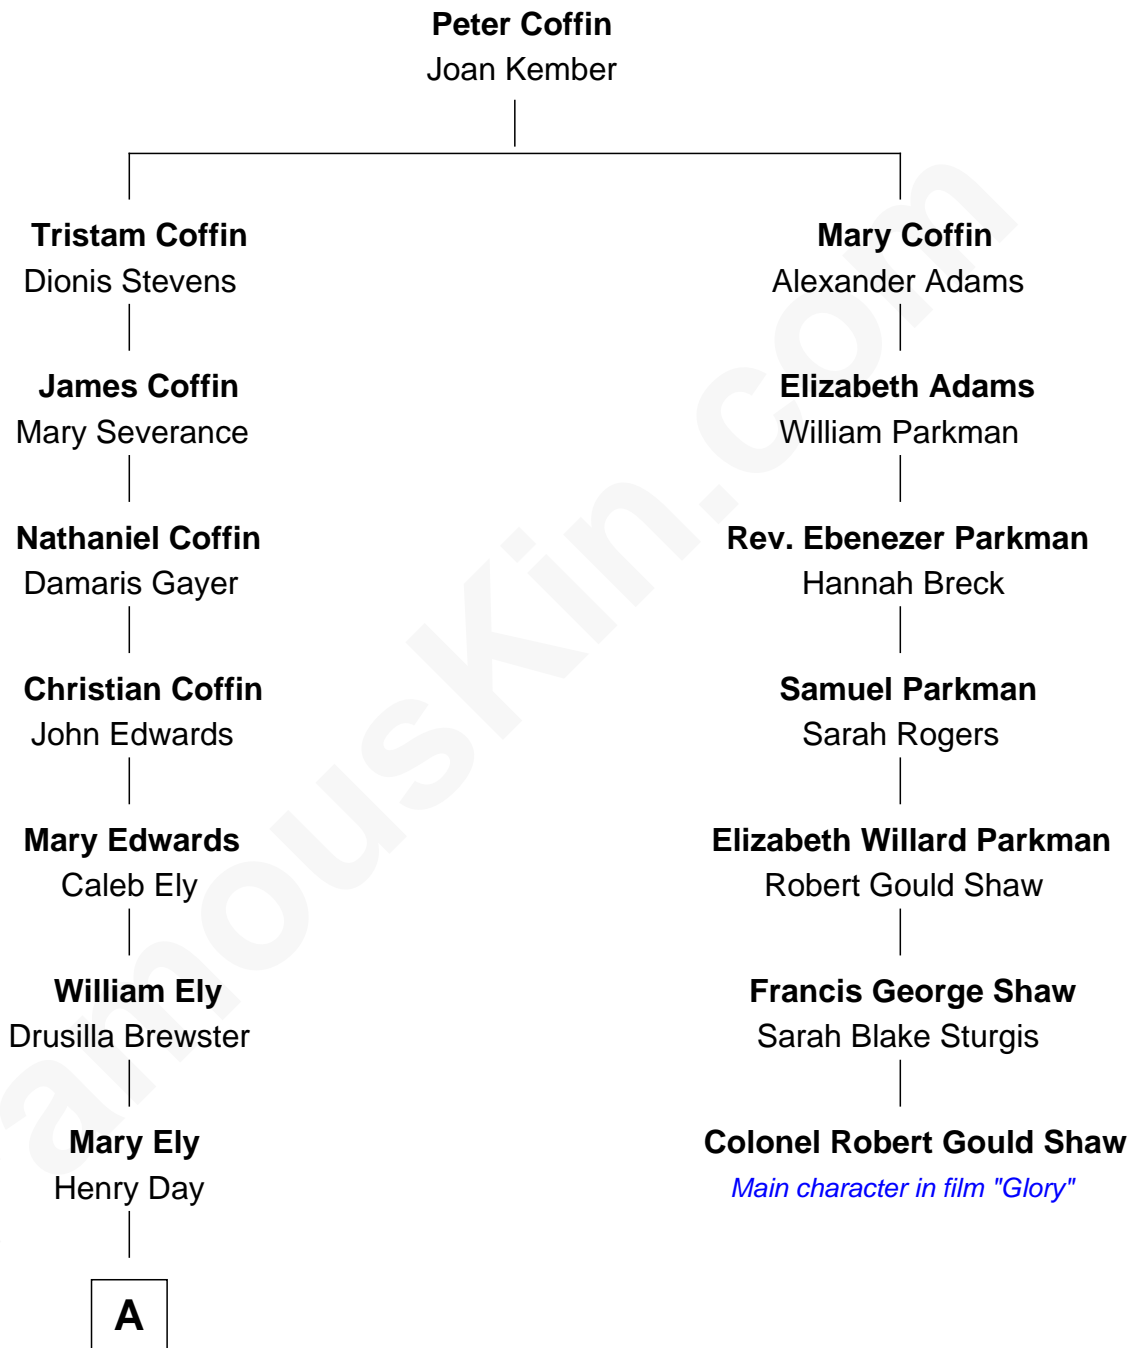 Peter Coffin
Joan Kember
Tristam Coffin
Dionis Stevens
James Coffin
Mary Severance
Nathaniel Coffin
Damaris Gayer
Christian Coffin
John Edwards
Mary Edwards
Caleb Ely
William Ely
Drusilla Brewster
Mary Ely
Henry Day
A
Mary Coffin
Alexander Adams
Elizabeth Adams
William Parkman
Rev. Ebenezer Parkman
Hannah Breck
Samuel Parkman
Sarah Rogers
Elizabeth Willard Parkman
Robert Gould Shaw
Francis George Shaw
Sarah Blake Sturgis
Colonel Robert Gould Shaw
Main character in film "Glory"
amousKin.com